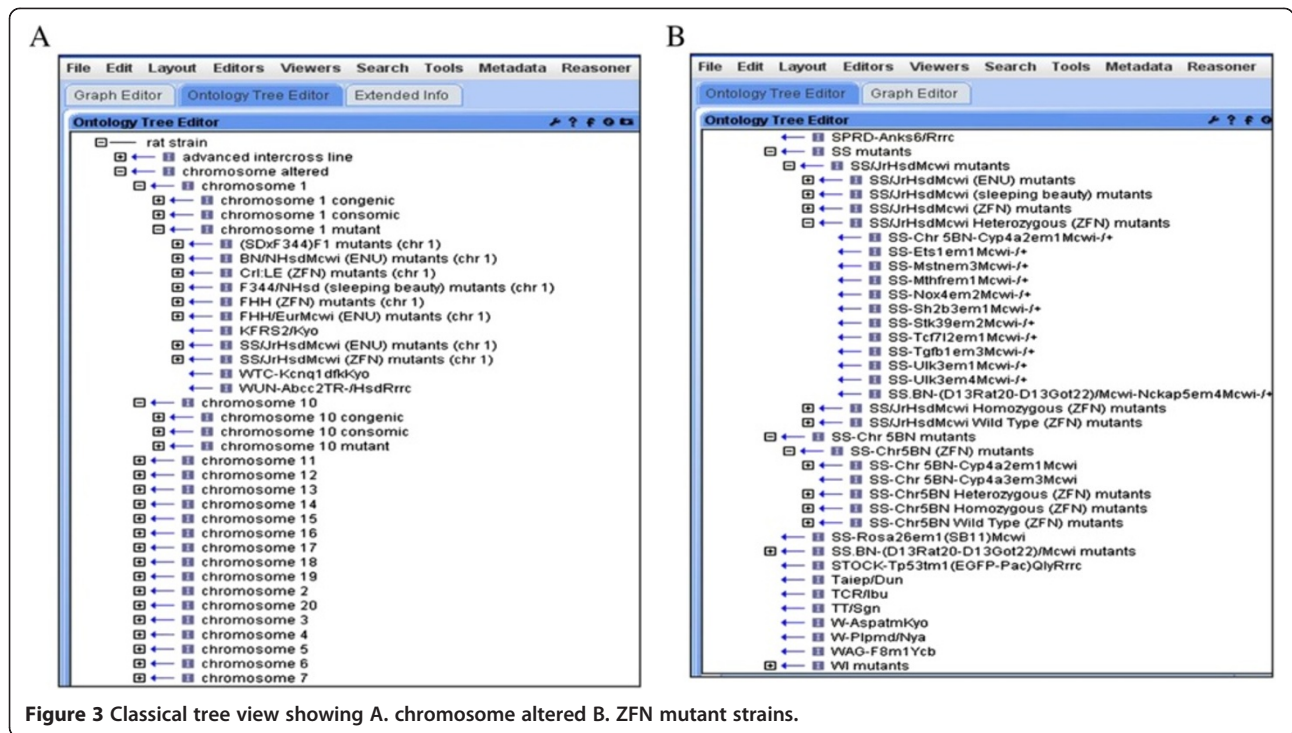 A
File Edit Layout Editors Viewers Search Tools Metadata Reasoner
Graph Editor Ontology Tree Editor Extended Info
Ontology Tree Editor
rat strain
advanced intercross line
chromosome altered
chromosome 1
chromosome 1 congenic
chromosome 1 consomic
chromosome 1 mutant
(SDxF344)F1 mutants (chr 1)
BN/NHsdMcwi (ENU) mutants (chr 1)
Crl:LE (ZFN) mutants (chr 1)
F344/NHsd (sleeping beauty) mutants (chr 1)
FHH (ZFN) mutants (chr 1)
FHH/EurMcwi (ENU) mutants (chr 1)
KFRS2/Kyo
SS/JrHsdMcwi (ENU) mutants (chr 1)
SS/JrHsdMcwi (ZFN) mutants (chr 1)
WTC-Kcnq1dfkKyo
WUN-Abcc2TR-/HsdRrrc
chromosome 10
chromosome 10 congenic
chromosome 10 consomic
chromosome 10 mutant
chromosome 11
chromosome 12
chromosome 13
chromosome 14
chromosome 15
chromosome 16
chromosome 17
chromosome 18
chromosome 19
chromosome 2
chromosome 20
chromosome 3
chromosome 4
chromosome 5
chromosome 6
chromosome 7
B
File Edit Layout Editors Viewers Search Tools Metadata Reasoner
Ontology Tree Editor Graph Editor
Ontology Tree Editor
SPRD-Anks6/Rrrc
SS mutants
SS/JrHsdMcwi mutants
SS/JrHsdMcwi (ENU) mutants
SS/JrHsdMcwi (sleeping beauty) mutants
SS/JrHsdMcwi (ZFN) mutants
SS/JrHsdMcwi Heterozygous (ZFN) mutants
SS-Chr 5BN-Cyp4a2em1Mcwi-/+
SS-Ets1em1Mcwi-/+
SS-Mstnem3Mcwi-/+
SS-Mthfrem1Mcwi-/+
SS-Nox4em2Mcwi-/+
SS-Sh2b3em1Mcwi-/+
SS-Stk39em2Mcwi-/+
SS-Tcf7l2em1Mcwi-/+
SS-Tgfb1em3Mcwi-/+
SS-Ulk3em1Mcwi-/+
SS-Ulk3em4Mcwi-/+
SS.BN-(D13Rat20-D13Got22)/Mcwi-Nckap5em4Mcwi-/+
SS/JrHsdMcwi Homozygous (ZFN) mutants
SS/JrHsdMcwi Wild Type (ZFN) mutants
SS-Chr 5BN mutants
SS-Chr5BN (ZFN) mutants
SS-Chr 5BN-Cyp4a2em1Mcwi
SS-Chr 5BN-Cyp4a3em3Mcwi
SS-Chr5BN Heterozygous (ZFN) mutants
SS-Chr5BN Homozygous (ZFN) mutants
SS-Chr5BN Wild Type (ZFN) mutants
SS-Rosa26em1(SB11)Mcwi
SS.BN-(D13Rat20-D13Got22)/Mcwi mutants
STOCK-Tp53tm1(EGFP-Pac)QlyRrrc
Taiep/Dun
TCR/Ibu
TT/Sgn
W-AspatmKyo
W-Plpmd/Nya
WAG-F8m1Ycb
WI mutants
Figure 3 Classical tree view showing A. chromosome altered B. ZFN mutant strains.